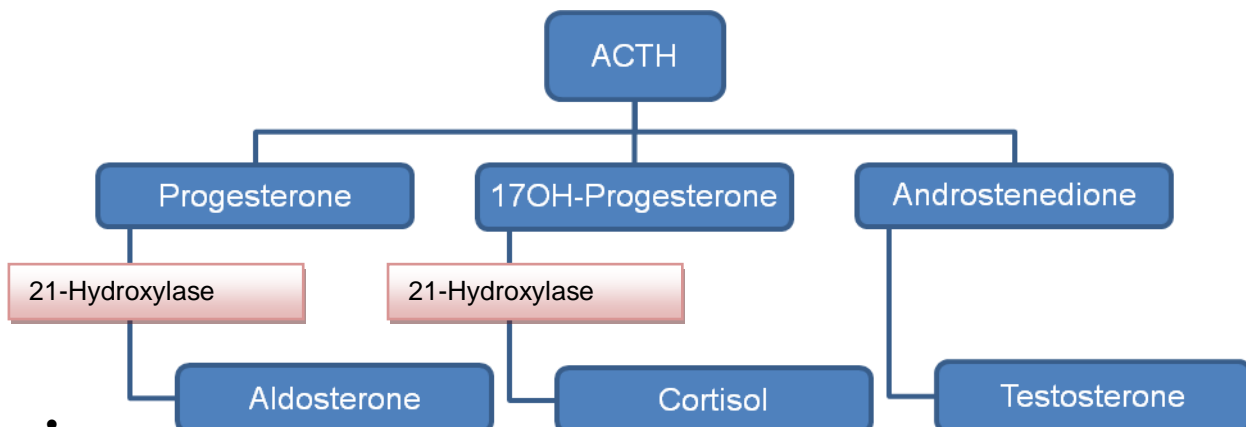 ACTH
Progesterone
17OH-Progesterone
Androstenedione
21-Hydroxylase
21-Hydroxylase
Aldosterone
Cortisol
Testosterone